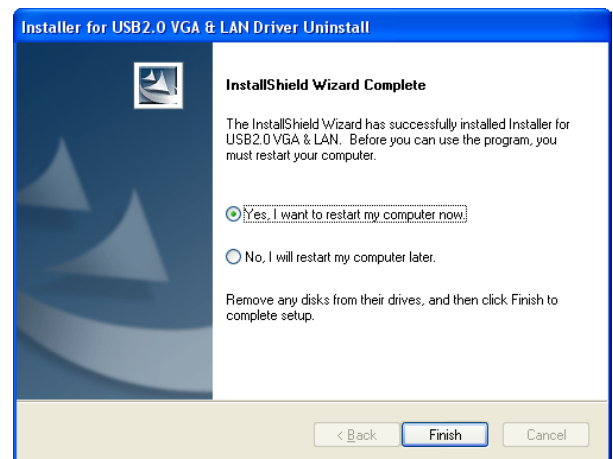 Installer for USB2.0 VGA & LAN Driver Uninstall
InstallShield Wizard Complete
The InstallShield Wizard has successfully installed Installer for
USB2.0 VGA & LAN.  Before you can use the program, you
must restart your computer.
Yes, I want to restart my computer now.
No, I will restart my computer later.
Remove any disks from their drives, and then click Finish to
complete setup.
< Back
Finish
Cancel